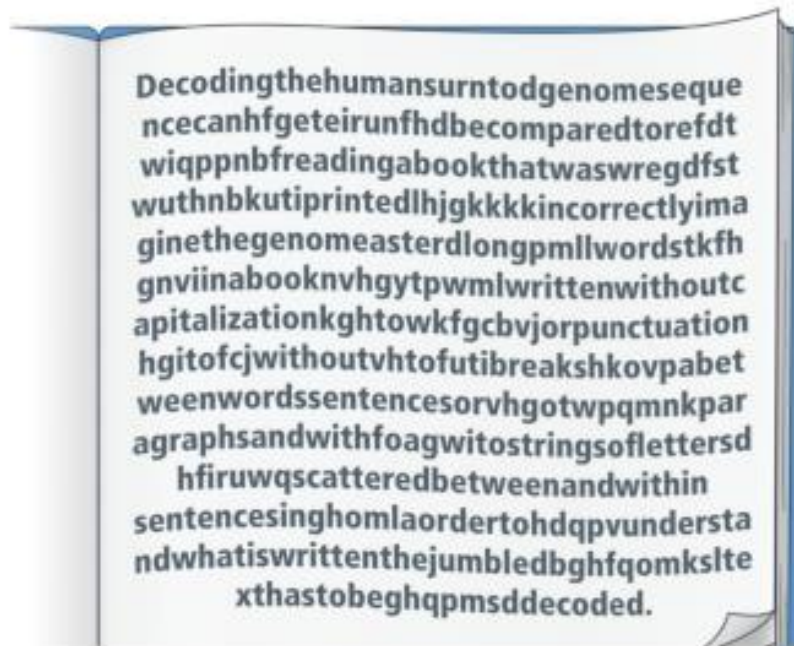 Decodingthehumansurntodgenomeseque
ncecanhfgeteirunfhdbecomparedtorefdt
wiqppnbfreadingabookthatwaswregdfst
wuthnbkutiprintedlhjgkkkkincorrectlyima
ginethegenomeasterdlongpmllwordstkfh
gnviinabooknvhgytpwmlwrittenwithoutc
apitalizationkghtowkfgcbvjorpunctuation
hgitofcjwithoutvhtofutibreakshkovpabet
weenwordssentencesorvhgotwpqmnkpar
agraphsandwithfoagwitostringsoflettersd
hfiruwqscatteredbetweenandwithin
sentencesinghomlaordertohdqpvundersta
ndwhatiswrittenthejumbledbghfqomkslte
xthastobeghqpmsddecoded.